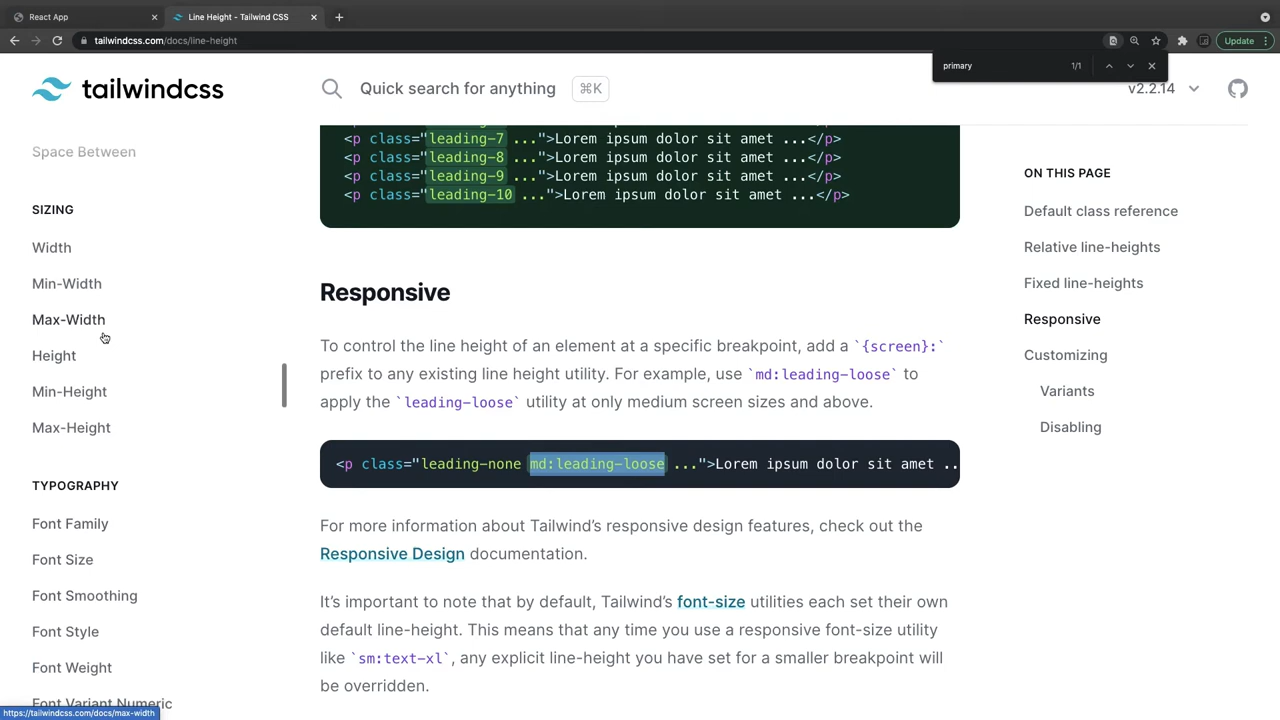 React App
Line Height - Tailwind CSS
tailwindcss.com/docs/line-height
Update
primary
1/1
tailwindcss
Quick search for anything
⌘K
v2.2.14
Space Between
SIZING
Width
Min-Width
Max-Width
Height
Min-Height
Max-Height
TYPOGRAPHY
Font Family
Font Size
Font Smoothing
Font Style
Font Weight
Font Variant Numeric
https://tailwindcss.com/docs/max-width
<p class="leading-7 ...">Lorem ipsum dolor sit amet ...</p>
<p class="leading-8 ...">Lorem ipsum dolor sit amet ...</p>
<p class="leading-9 ...">Lorem ipsum dolor sit amet ...</p>
<p class="leading-10 ...">Lorem ipsum dolor sit amet ...</p>
Responsive
To control the line height of an element at a specific breakpoint, add a `{screen}:`
prefix to any existing line height utility. For example, use `md:leading-loose` to
apply the `leading-loose` utility at only medium screen sizes and above.
<p class="leading-none md:leading-loose ...">Lorem ipsum dolor sit amet ..
For more information about Tailwind’s responsive design features, check out the
Responsive Design documentation.
It’s important to note that by default, Tailwind’s font-size utilities each set their own
default line-height. This means that any time you use a responsive font-size utility
like `sm:text-xl`, any explicit line-height you have set for a smaller breakpoint will
be overridden.
ON THIS PAGE
Default class reference
Relative line-heights
Fixed line-heights
Responsive
Customizing
Variants
Disabling